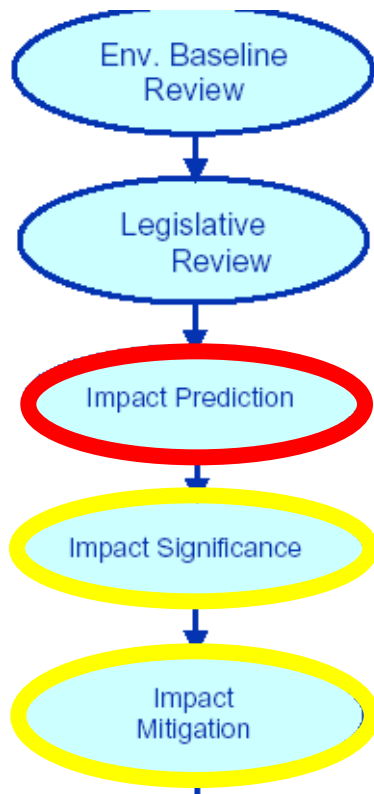 Env. Baseline
Review
Legislative
Review
Impact Prediction
Impact Significance
Impact
Mitigation